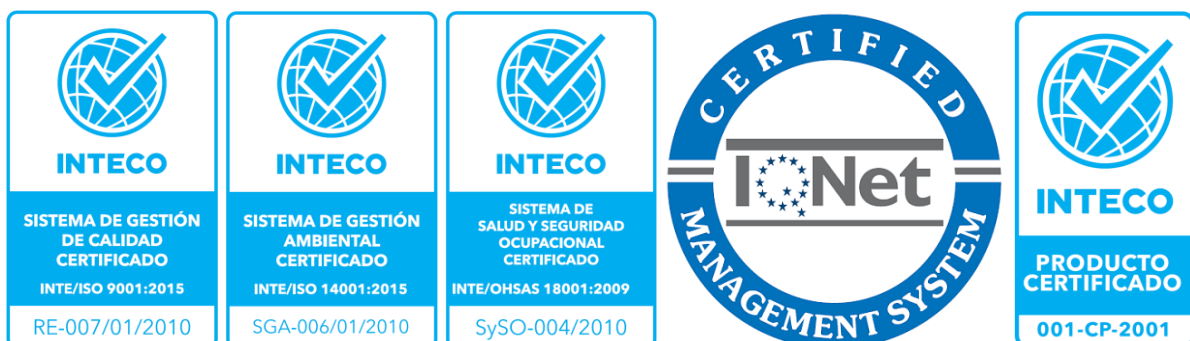 INTECO
SISTEMA DE GESTIÓN
DE CALIDAD
CERTIFICADO
INTE/ISO 9001:2015
RE-007/01/2010
INTECO
SISTEMA DE GESTIÓN
AMBIENTAL
CERTIFICADO
INTE/ISO 14001:2015
SGA-006/01/2010
INTECO
SISTEMA DE
SALUD Y SEGURIDAD
OCUPACIONAL
CERTIFICADO
INTE/OHSAS 18001:2009
SySO-004/2010
CERTIFIED
IQNet
MANAGEMENT SYSTEM
INTECO
PRODUCTO
CERTIFICADO
001-CP-2001